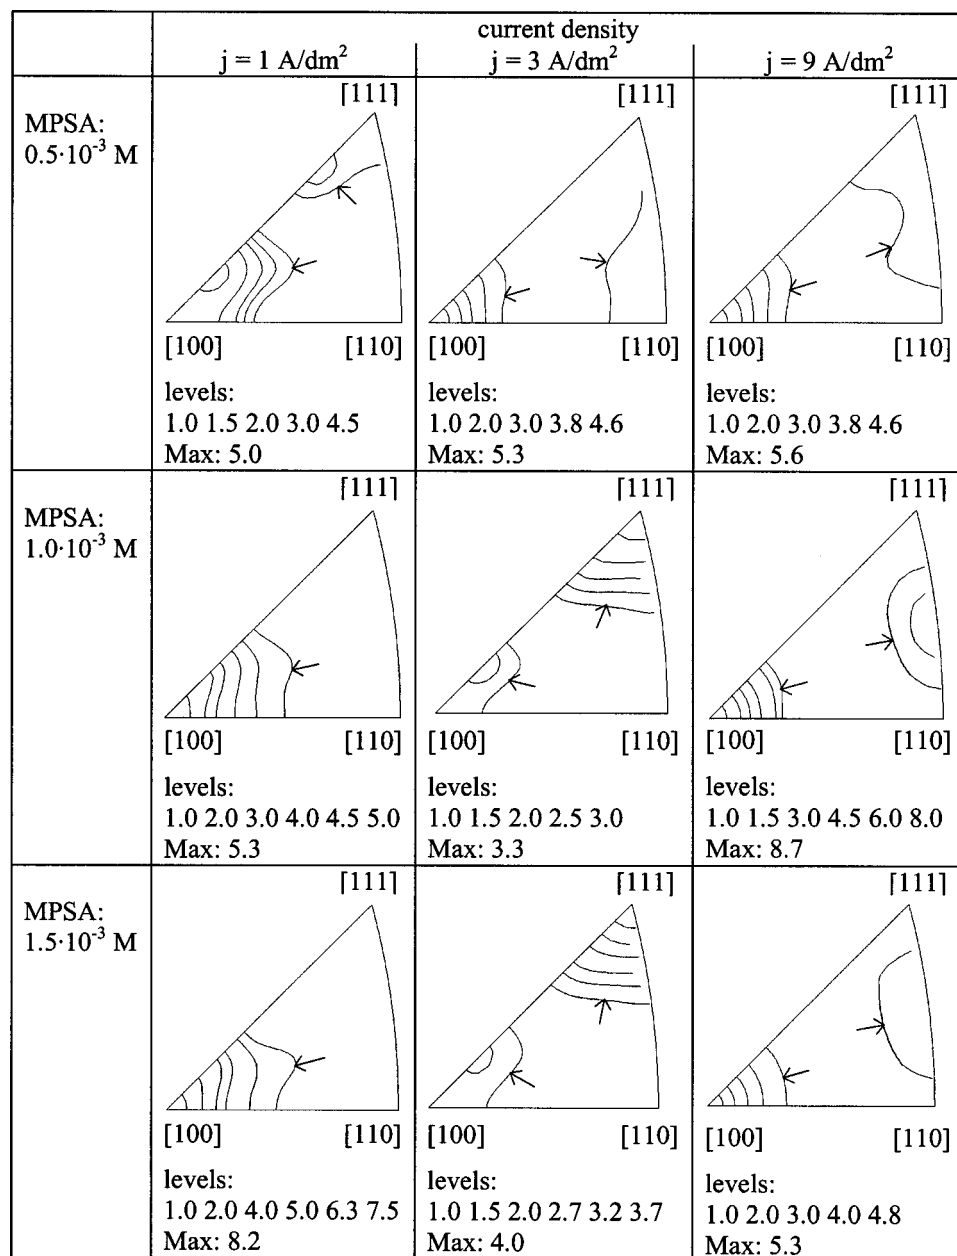 current density
j = 1 A/dm² j = 3 A/dm² j = 9 A/dm²
MPSA:
0.5·10⁻³ M
[111] [111] [111]
[100] [110] [100] [110] [100] [110]
levels: levels: levels:
1.0 1.5 2.0 3.0 4.5 1.0 2.0 3.0 3.8 4.6 1.0 2.0 3.0 3.8 4.6
Max: 5.0 Max: 5.3 Max: 5.6
MPSA:
1.0·10⁻³ M
[111] [111] [111]
[100] [110] [100] [110] [100] [110]
levels: levels: levels:
1.0 2.0 3.0 4.0 4.5 5.0 1.0 1.5 2.0 2.5 3.0 1.0 1.5 3.0 4.5 6.0 8.0
Max: 5.3 Max: 3.3 Max: 8.7
MPSA:
1.5·10⁻³ M
[111] [111] [111]
[100] [110] [100] [110] [100] [110]
levels: levels: levels:
1.0 2.0 4.0 5.0 6.3 7.5 1.0 1.5 2.0 2.7 3.2 3.7 1.0 2.0 3.0 4.0 4.8
Max: 8.2 Max: 4.0 Max: 5.3